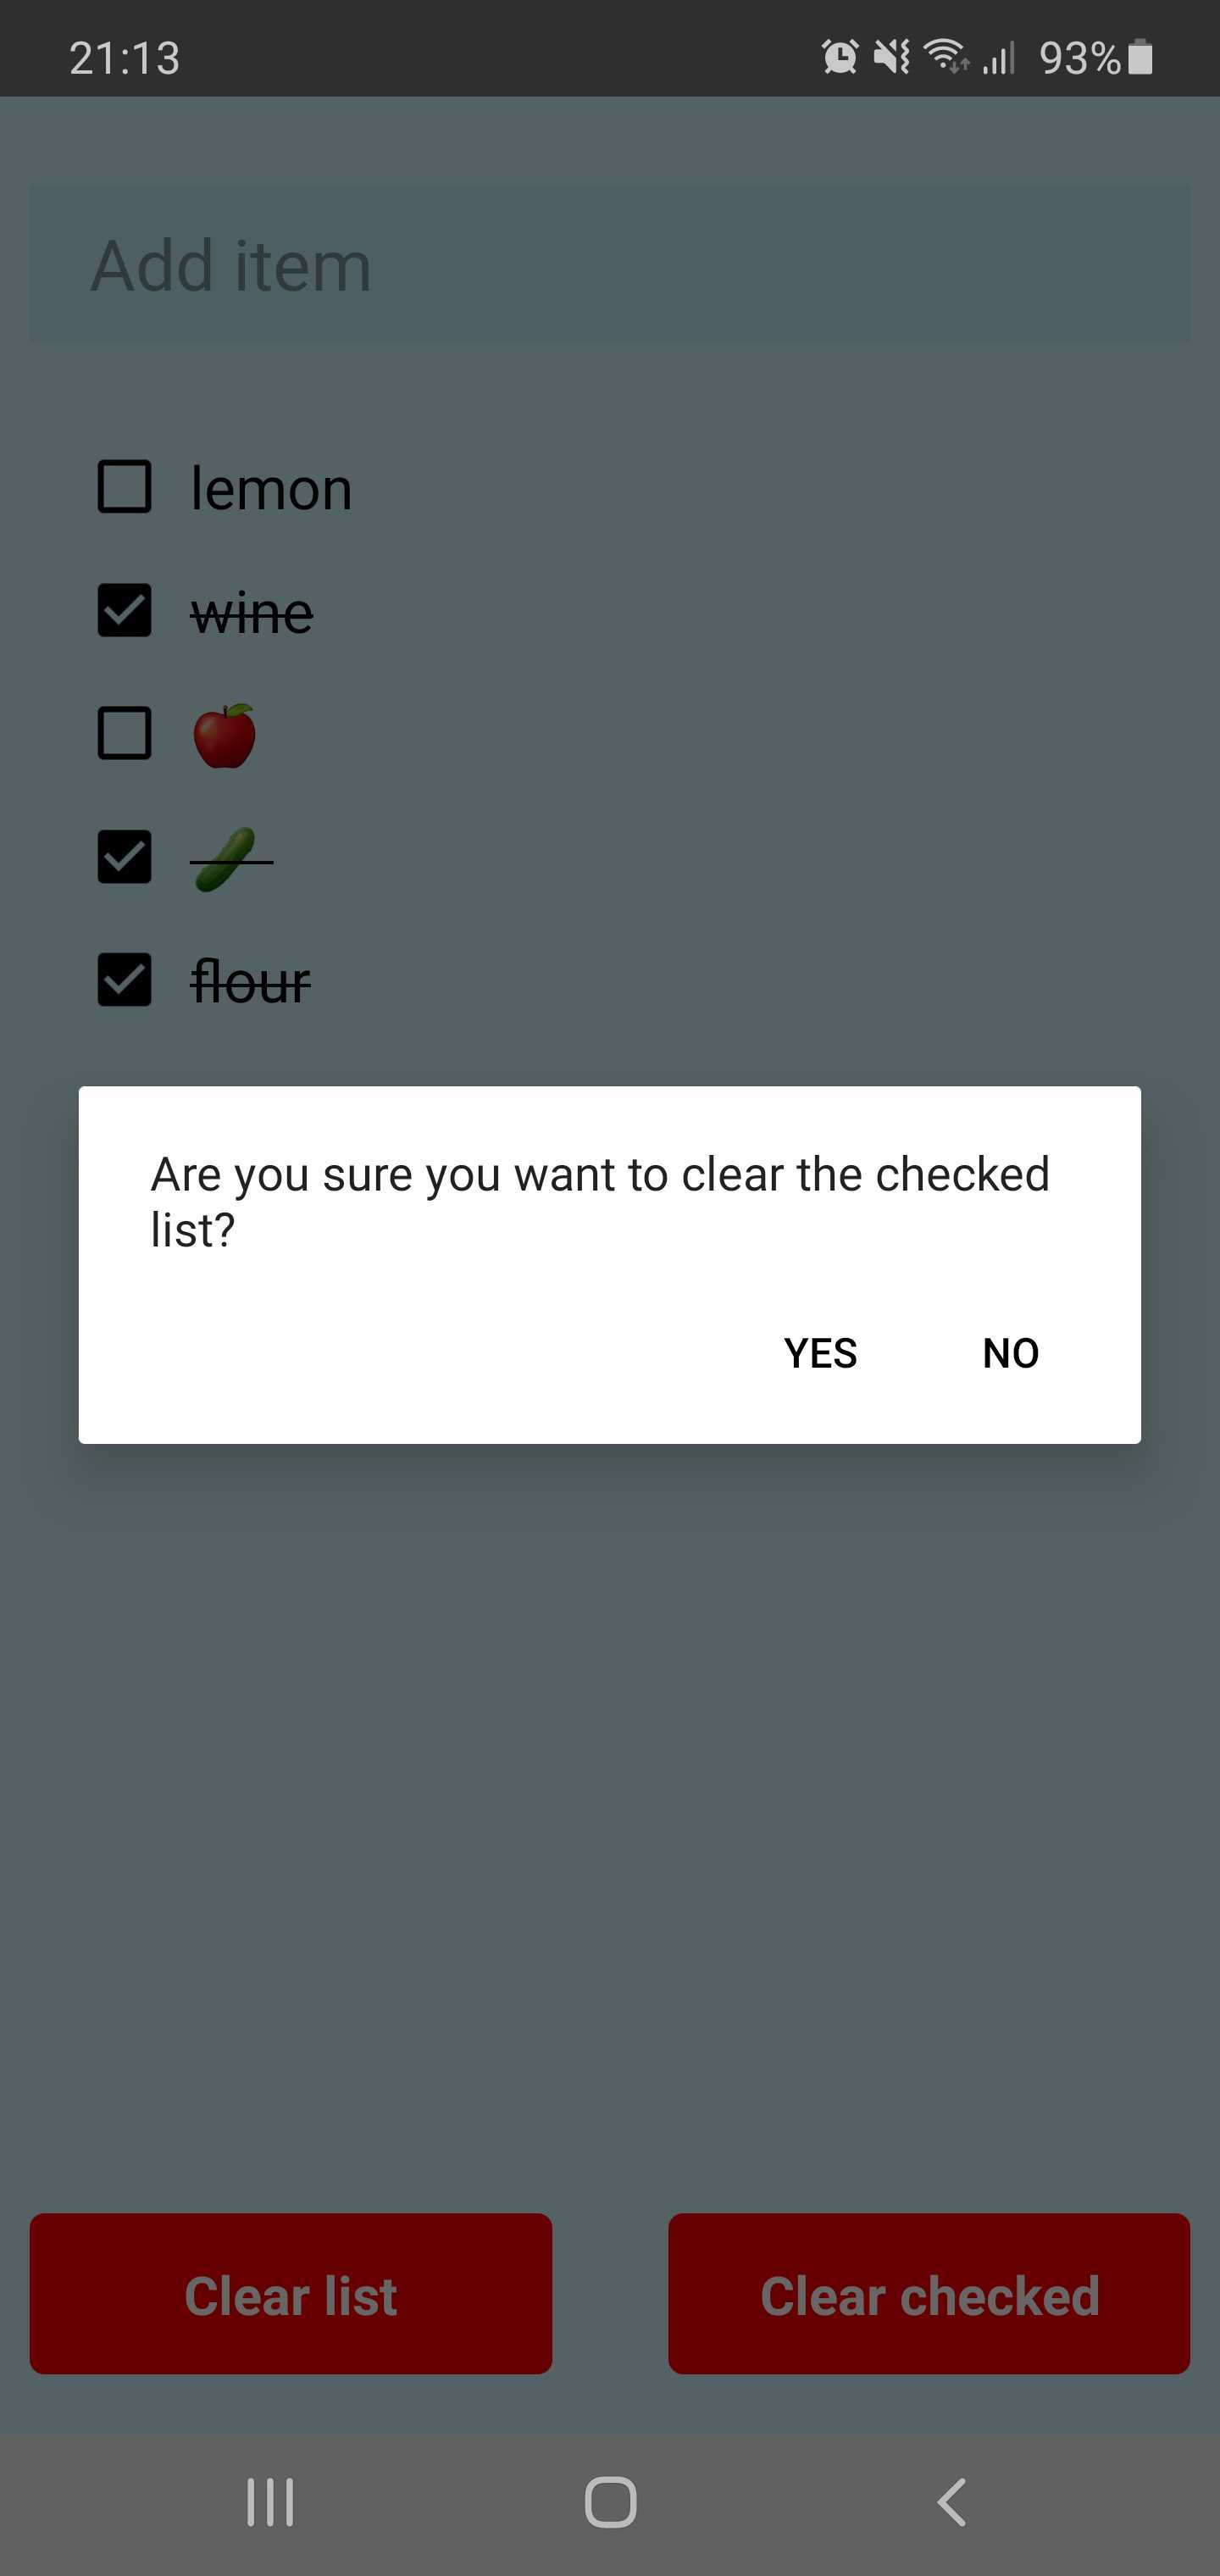 21:13 93%
Add item
lemon
wine
🍎
🥒
flour
Are you sure you want to clear the checked
list?
YES NO
Clear list Clear checked